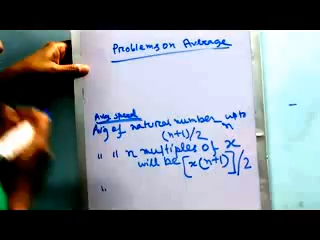 Problems on Average
Avg speed
Avg of natural number upto n
(n+1)/2
" " n multiples of x
will be [x(n+1)]/2
"